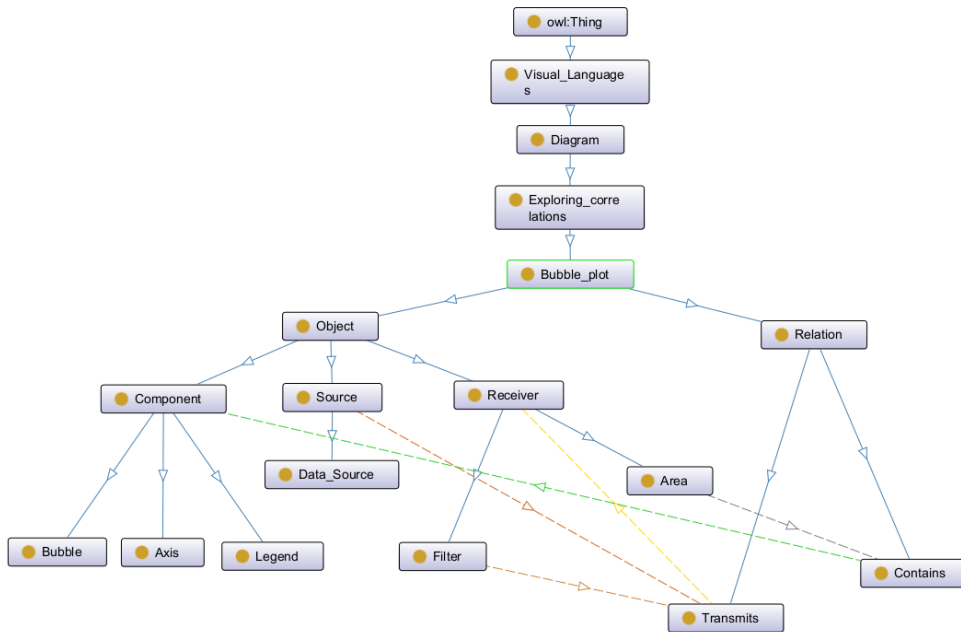 owl:Thing
Visual_Language
s
Diagram
Exploring_corre
lations
Bubble_plot
Object
Relation
Component
Source
Receiver
Data_Source
Area
Bubble
Axis
Legend
Filter
Contains
Transmits